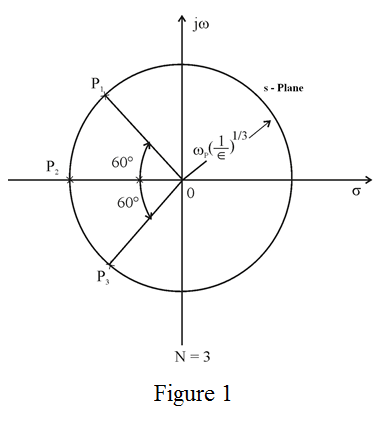 jω
P₁
s - Plane
ωₚ(1/∈)^1/3
60°
P₂
60°
0
σ
P₃
N = 3
Figure 1